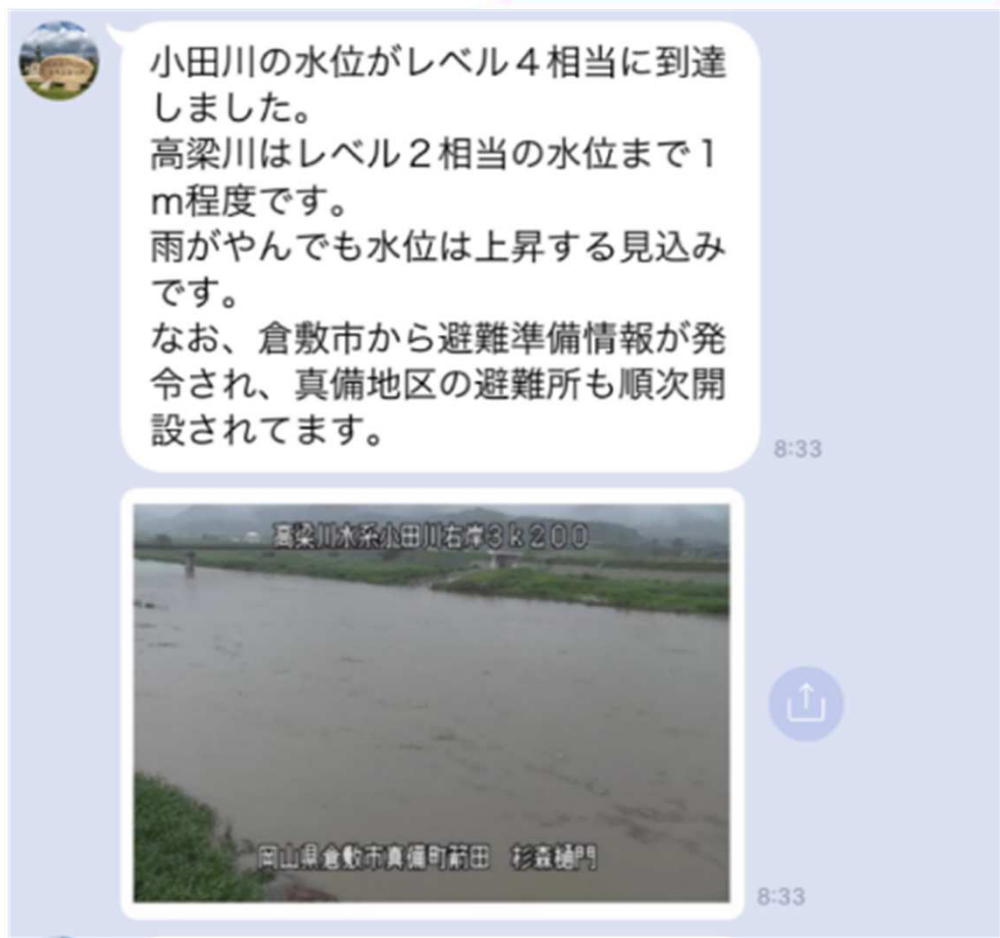 小田川の水位がレベル４相当に到達
しました。
高梁川はレベル２相当の水位まで１
m程度です。
雨がやんでも水位は上昇する見込み
です。
なお、倉敷市から避難準備情報が発
令され、真備地区の避難所も順次開
設されてます。
8:33
高梁川水系小田川右岸3k200
岡山県倉敷市真備町箭田　杉森樋門
8:33